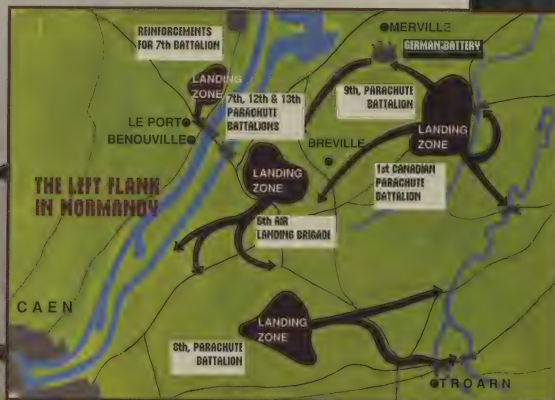 REINFORCEMENTS
FOR 7th BATTALION
MERVILLE
GERMAN BATTERY
LANDING
ZONE
7th, 12th & 13th
PARACHUTE
BATTALIONS
9th, PARACHUTE
BATTALION
LE PORT
BENOUVILLE
BREVILLE
LANDING
ZONE
LANDING
ZONE
1st CANADIAN
PARACHUTE
BATTALION
THE LEFT FLANK
IN NORMANDY
6th AIR
LANDING BRIGADE
CAEN
LANDING
ZONE
8th, PARACHUTE
BATTALION
TROARN